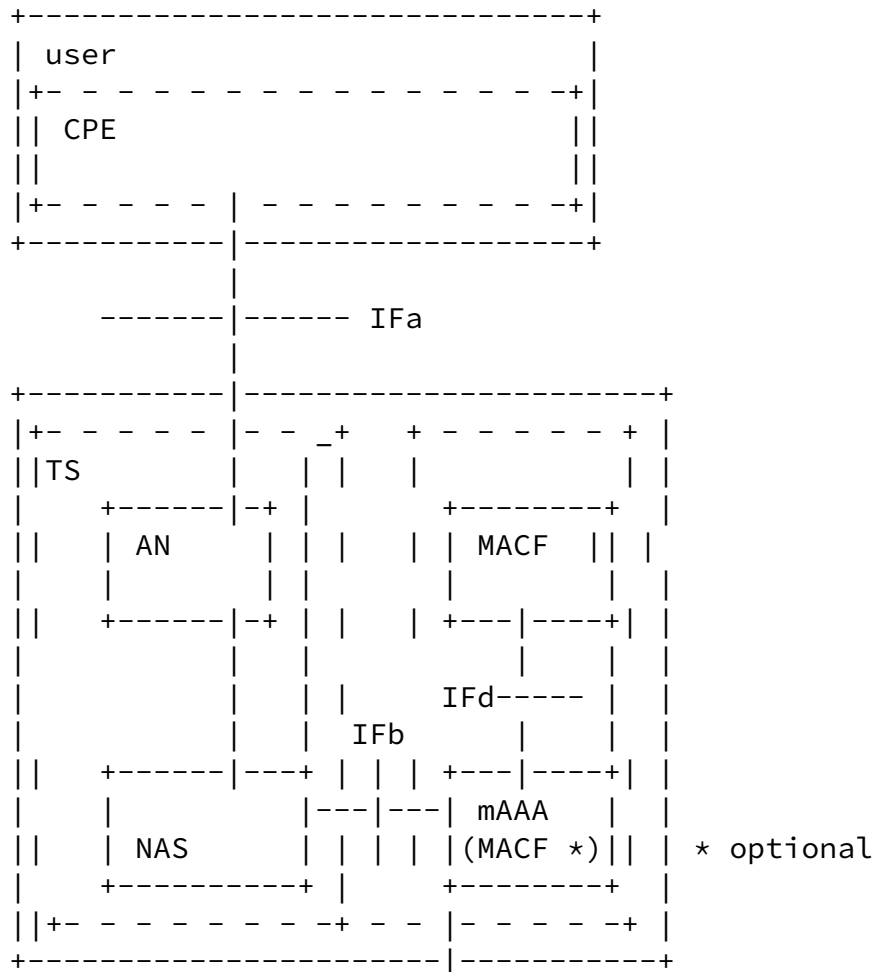 user
CPE
IFa
TS
AN MACF
IFd
IFb
mAAA
NAS (MACF *) * optional